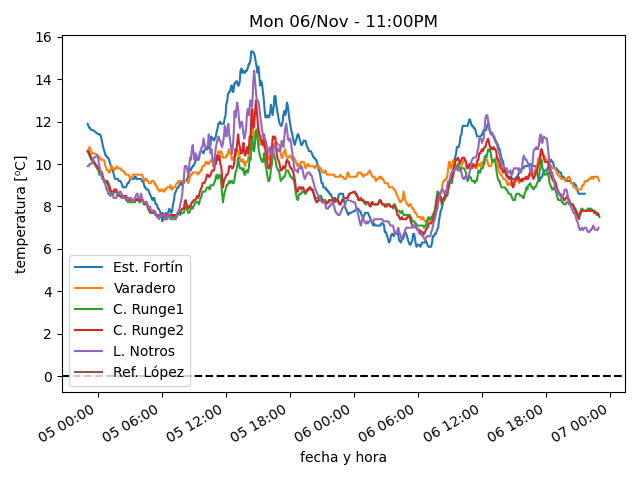 Mon 06/Nov - 11:00PM
temperatura [ºC]
16
14
12
10
8
6
4
2
0
Est. Fortín
Varadero
C. Runge1
C. Runge2
L. Notros
Ref. López
05 00:00
05 06:00
05 12:00
05 18:00
06 00:00
06 06:00
06 12:00
06 18:00
07 00:00
fecha y hora